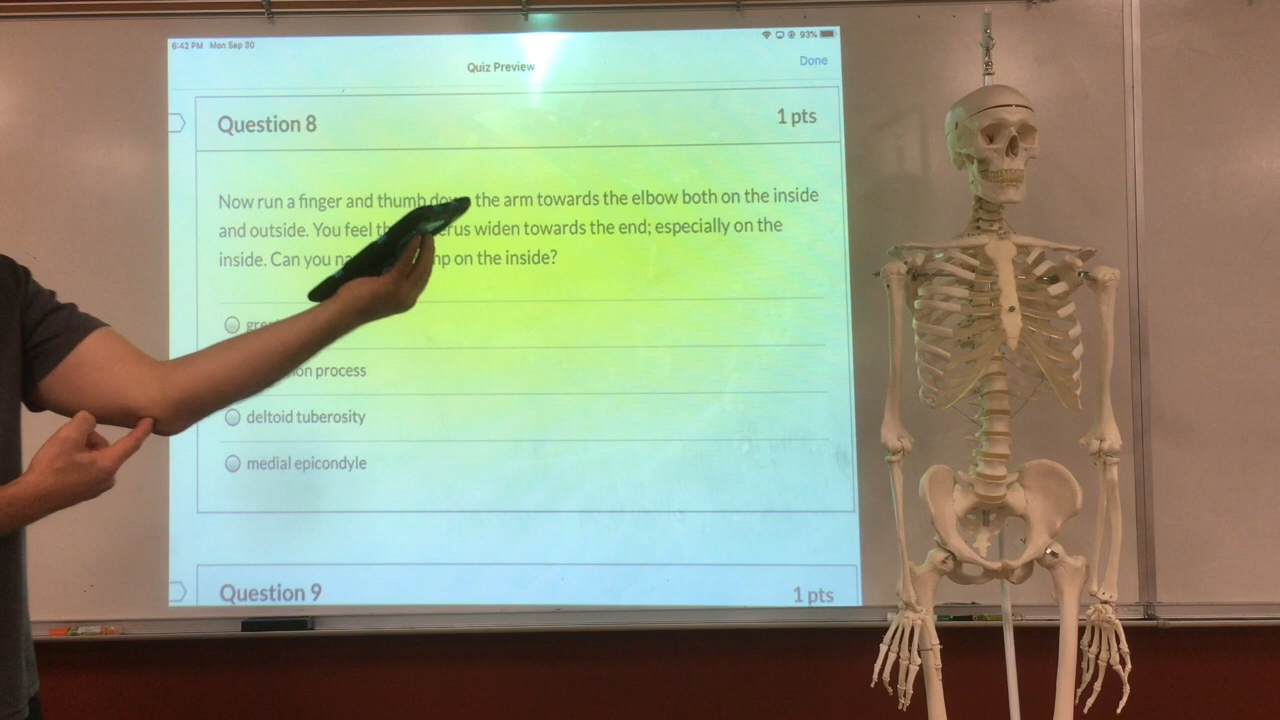 6:42 PM Mon Sep 30
93%
Quiz Preview
Done
Question 8
1 pts
Now run a finger and thumb the arm towards the elbow both on the inside
and outside. You feel widen towards the end; especially on the
inside. Can you on the inside?
process
deltoid tuberosity
medial epicondyle
Question 9
1 pts